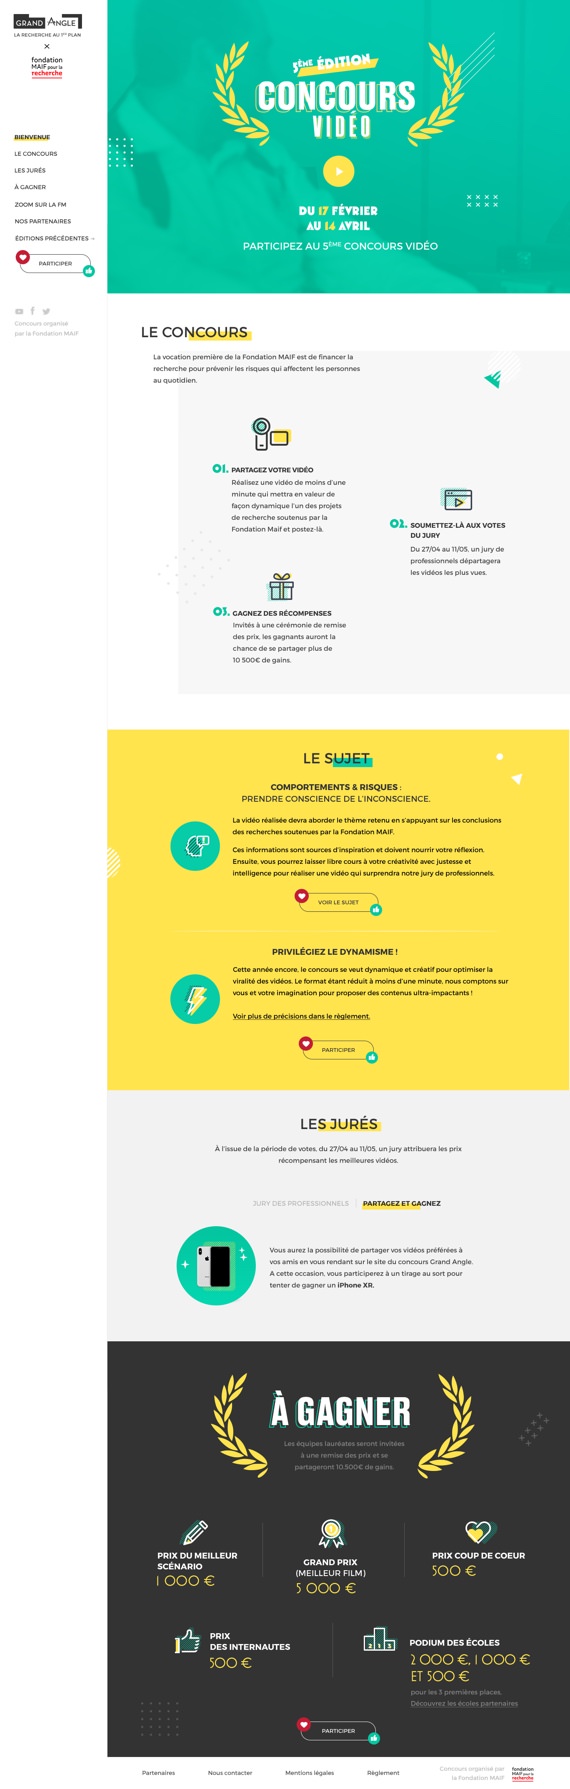 GRAND ANGLE
LA RECHERCHE AU 1ER PLAN
×
fondation
MAIF pour la
recherche
BIENVENUE
LE CONCOURS
LES JURÉS
À GAGNER
ZOOM SUR LA FM
NOS PARTENAIRES
ÉDITIONS PRÉCÉDENTES
PARTICIPER
Concours organisé
par la Fondation MAIF
5ÈME ÉDITION
CONCOURS
VIDÉO
DU 17 FÉVRIER
AU 14 AVRIL
PARTICIPEZ AU 5ÈME CONCOURS VIDÉO
LE CONCOURS
La vocation première de la Fondation MAIF est de financer la
recherche pour prévenir les risques qui affectent les personnes
au quotidien.
01. PARTAGEZ VOTRE VIDÉO
Réalisez une vidéo de moins d'une
minute qui mettra en valeur de
façon dynamique l'un des projets
de recherche soutenus par la
Fondation Maif et postez-là.
02. SOUMETTEZ-LÀ AUX VOTES
DU JURY
Du 27/04 au 11/05, un jury de
professionnels départagera
les vidéos les plus vues.
03. GAGNEZ DES RÉCOMPENSES
Invités à une cérémonie de remise
des prix, les gagnants auront la
chance de se partager plus de
10 500€ de gains.
LE SUJET
COMPORTEMENTS & RISQUES :
PRENDRE CONSCIENCE DE L'INCONSCIENCE.
La vidéo réalisée devra aborder le thème retenu en s'appuyant sur les conclusions
des recherches soutenues par la Fondation MAIF.
Ces informations sont sources d'inspiration et doivent nourrir votre réflexion.
Ensuite, vous pourrez laisser libre cours à votre créativité avec justesse et
intelligence pour réaliser une vidéo qui surprendra notre jury de professionnels.
VOIR LE SUJET
PRIVILÉGIEZ LE DYNAMISME !
Cette année encore, le concours se veut dynamique et créatif pour optimiser la
viralité des vidéos. Le format étant réduit à moins d'une minute, nous comptons sur
vous et votre imagination pour proposer des contenus ultra-impactants !
Voir plus de précisions dans le règlement.
PARTICIPER
LES JURÉS
À l'issue de la période de votes, du 27/04 au 11/05, un jury attribuera les prix
récompensant les meilleures vidéos.
JURY DES PROFESSIONNELS
PARTAGEZ ET GAGNEZ
Vous aurez la possibilité de partager vos vidéos préférées à
vos amis en vous rendant sur le site du concours Grand Angle.
A cette occasion, vous participerez à un tirage au sort pour
tenter de gagner un iPhone XR.
À GAGNER
Les équipes lauréates seront invitées
à une remise des prix et se
partageront 10.500€ de gains.
PRIX DU MEILLEUR
SCÉNARIO
1 000 €
1
GRAND PRIX
(MEILLEUR FILM)
5 000 €
PRIX COUP DE COEUR
500 €
PRIX
DES INTERNAUTES
500 €
2 1 3
PODIUM DES ÉCOLES
2 000 €, 1 000 €
ET 500 €
pour les 3 premières places.
Découvrez les écoles partenaires
PARTICIPER
Partenaires
Nous contacter
Mentions légales
Règlement
Concours organisé par
la Fondation MAIF
fondation
MAIF pour la
recherche